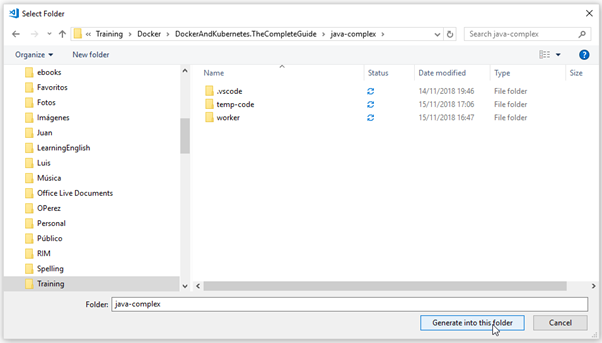 Select Folder
« Training > Docker > DockerAndKubernetes.TheCompleteGuide > java-complex >
Search java-complex
Organize New folder
Name Status Date modified Type Size
.vscode 14/11/2018 19:46 File folder
temp-code 15/11/2018 17:06 File folder
worker 15/11/2018 16:47 File folder
ebooks
Favoritos
Fotos
Imágenes
Juan
LearningEnglish
Luis
Música
Office Live Documents
OPerez
Personal
Público
RIM
Spelling
Training
Folder: java-complex
Generate into this folder Cancel